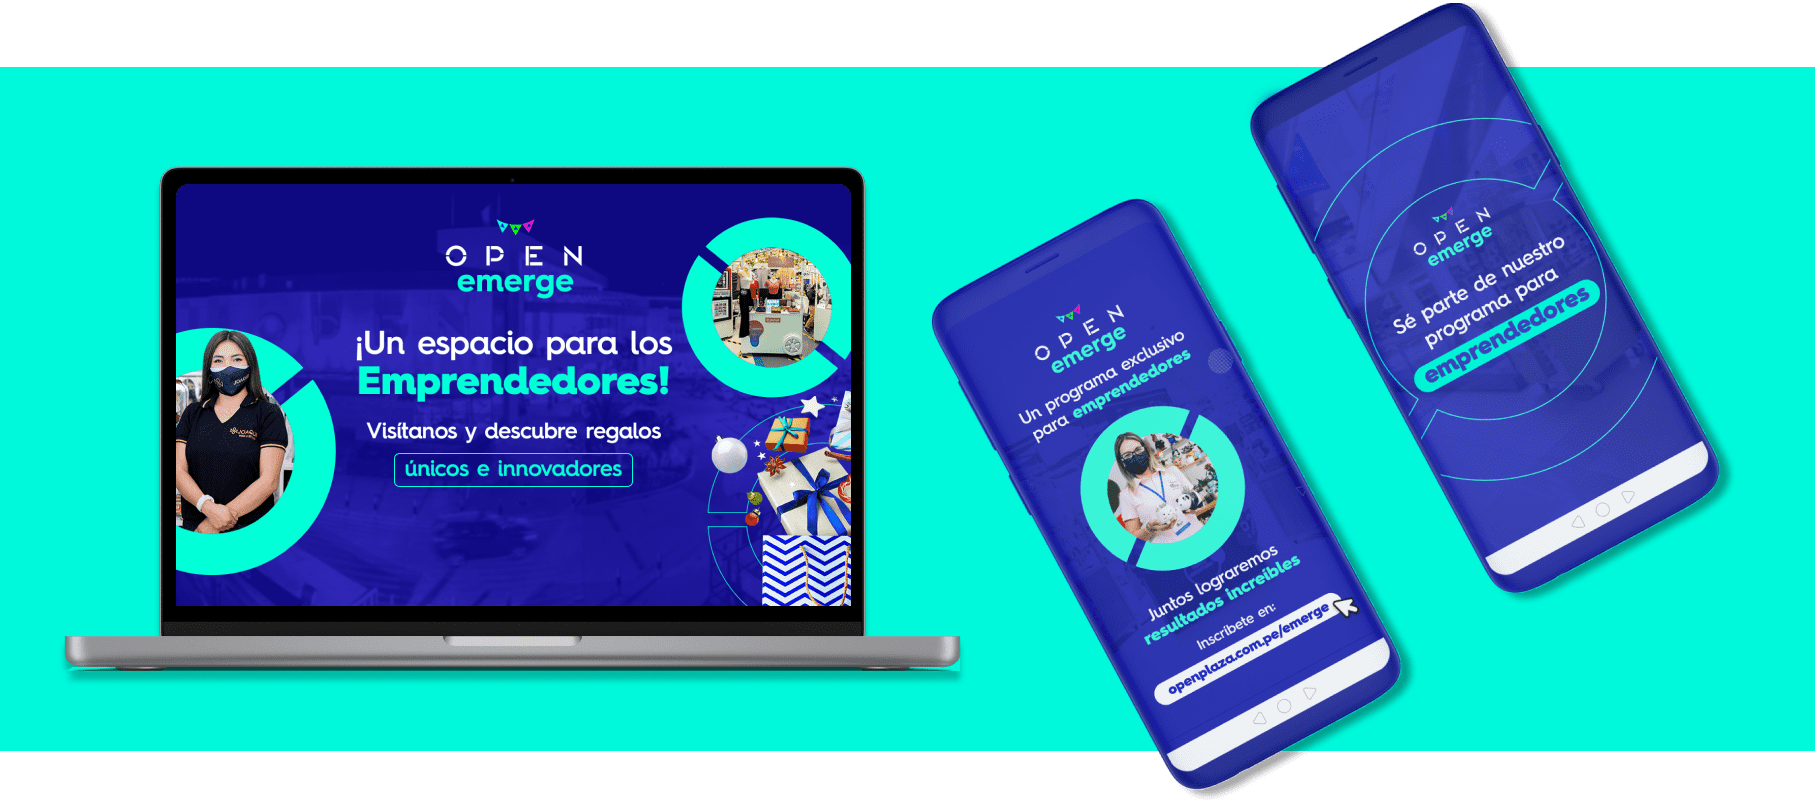 OPEN
emerge
¡Un espacio para los
Emprendedores!
Visítanos y descubre regalos
únicos e innovadores
OPEN
emerge
Un programa exclusivo
para emprendedores
Juntos lograremos
resultados increíbles
Inscríbete en:
openplaza.com.pe/emerge
OPEN
emerge
Sé parte de nuestro
programa para
emprendedores